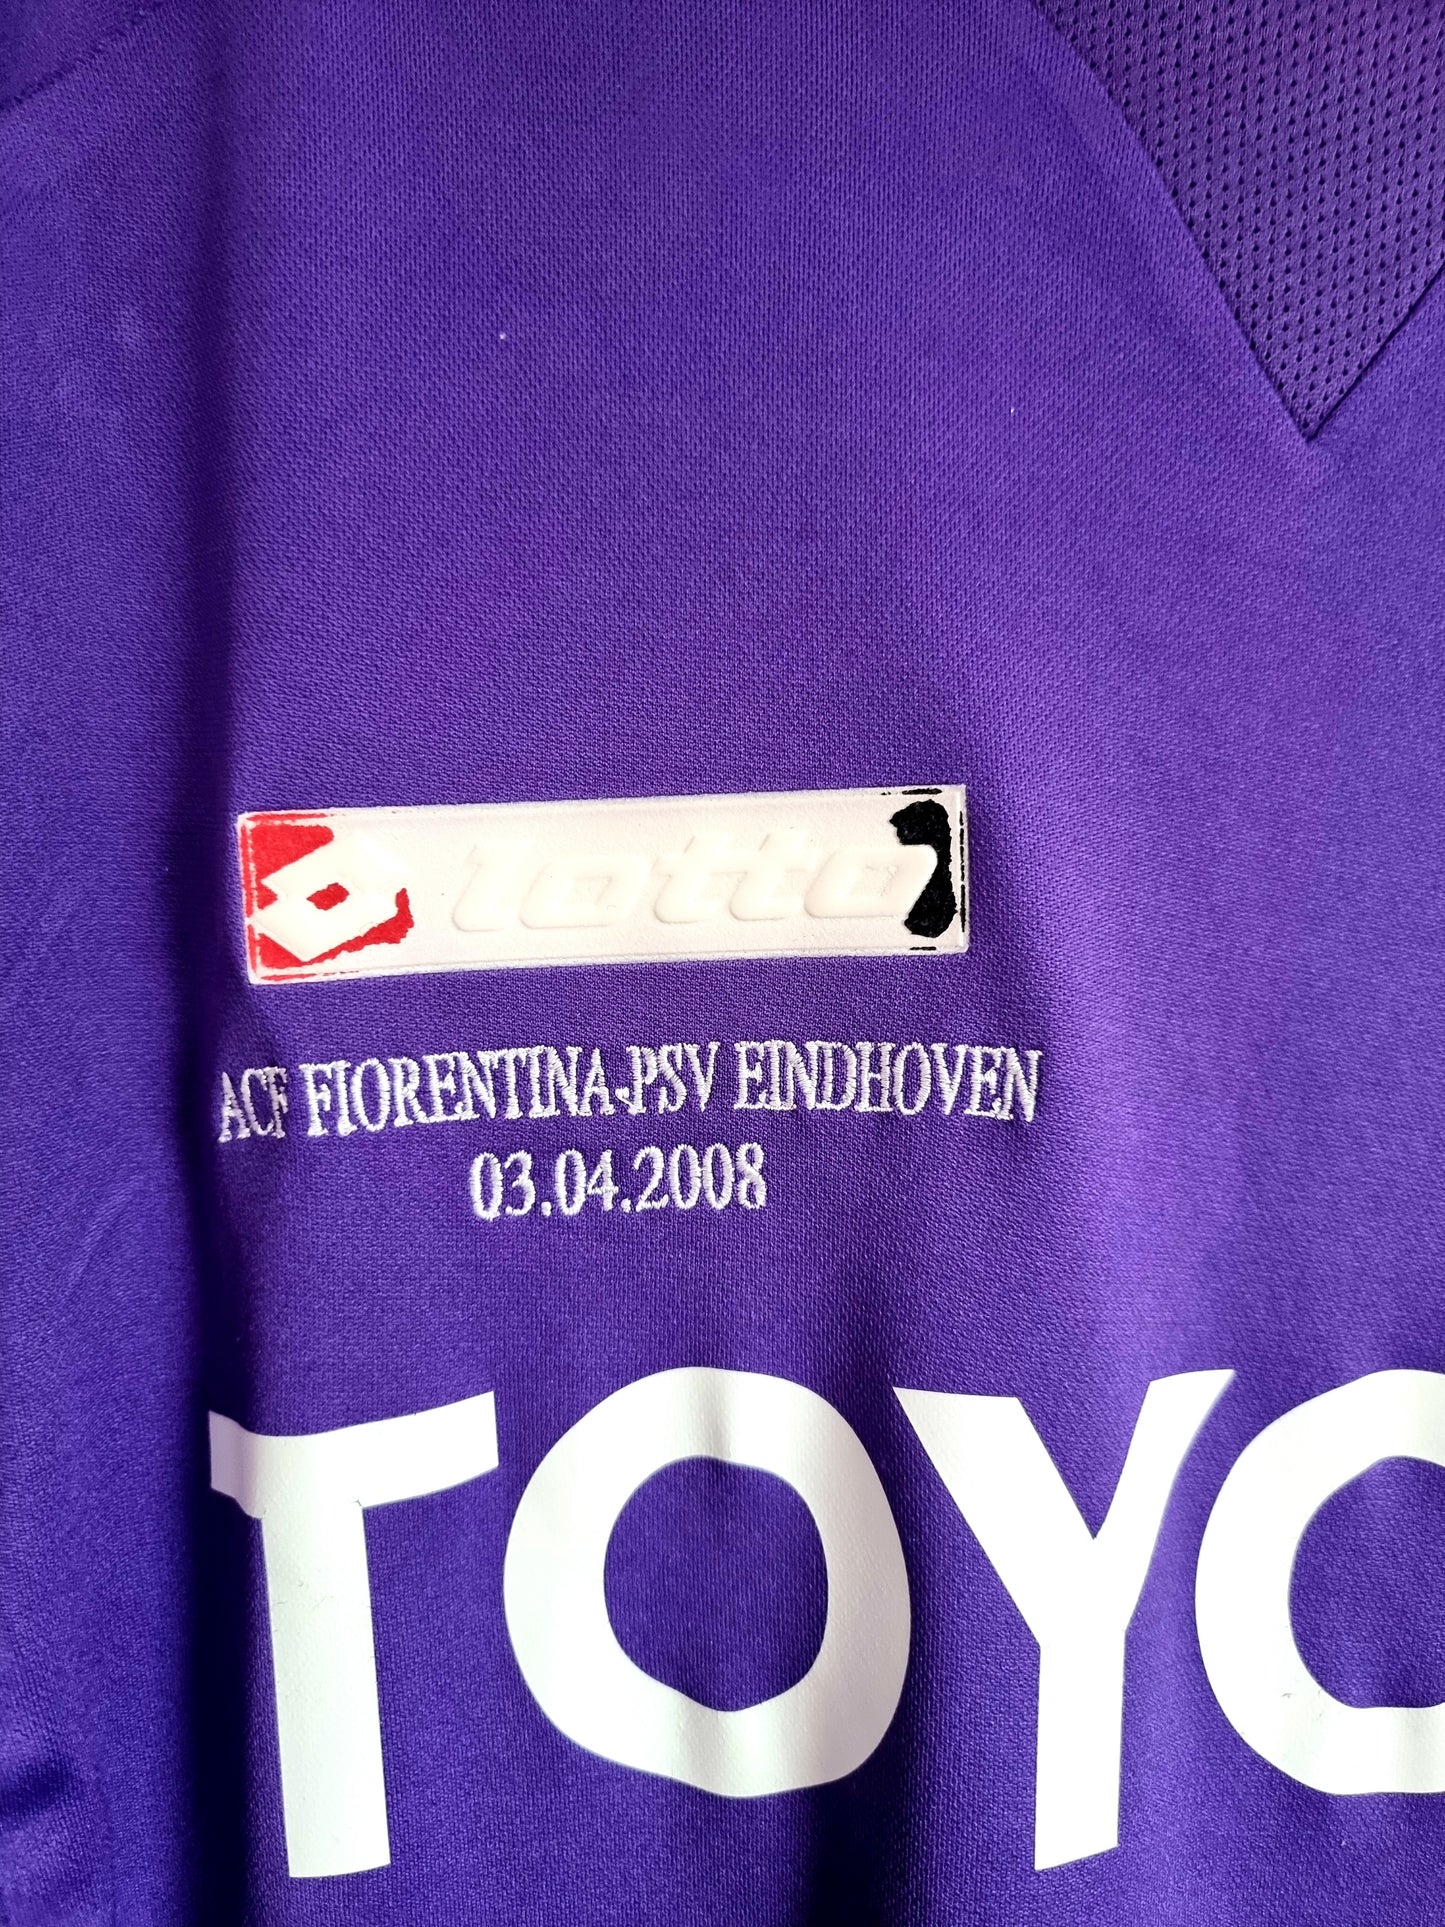 lotto
ACF FIORENTINA-PSV EINDHOVEN
03.04.2008
TOYO